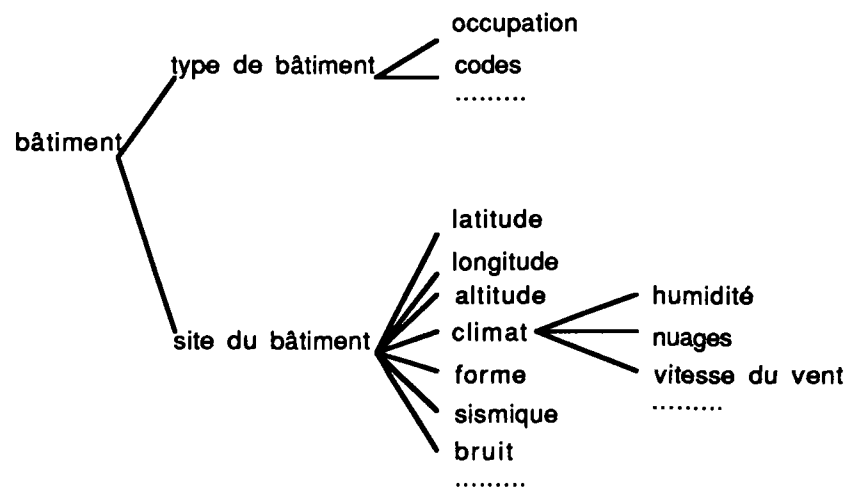 occupation
type de bâtiment
codes
.........
bâtiment
latitude
longitude
altitude
humidité
site du bâtiment
climat
nuages
forme
vitesse du vent
.........
sismique
bruit
.........